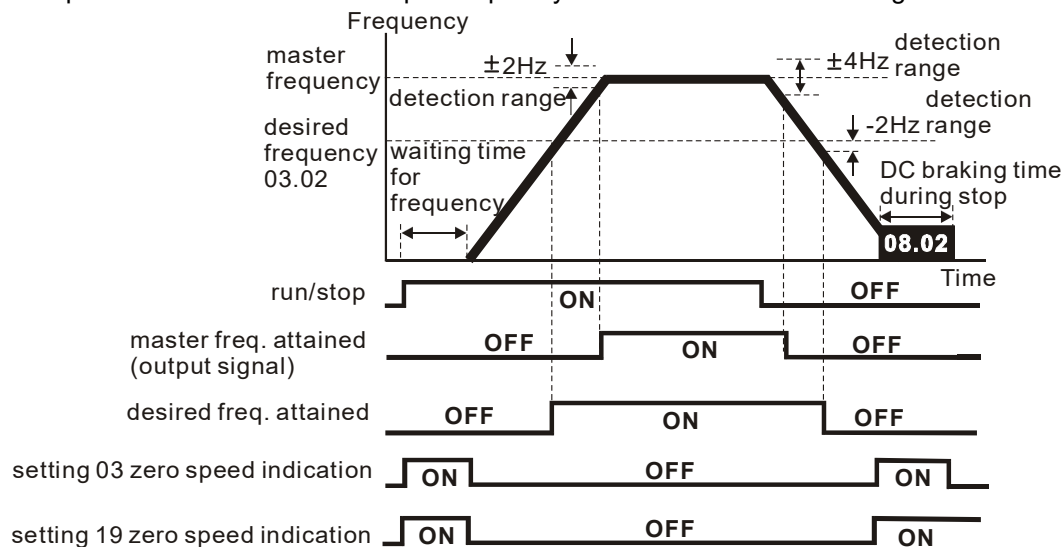 Frequency
master
frequency
±2Hz
detection range
±4Hz
detection
range
detection
-2Hz range
desired
frequency
03.02
waiting time
for
frequency
DC braking time
during stop
08.02
Time
run/stop
ON
OFF
master freq. attained
(output signal)
OFF
ON
OFF
desired freq. attained
OFF
ON
OFF
setting 03 zero speed indication
ON
OFF
ON
setting 19 zero speed indication
ON
OFF
ON